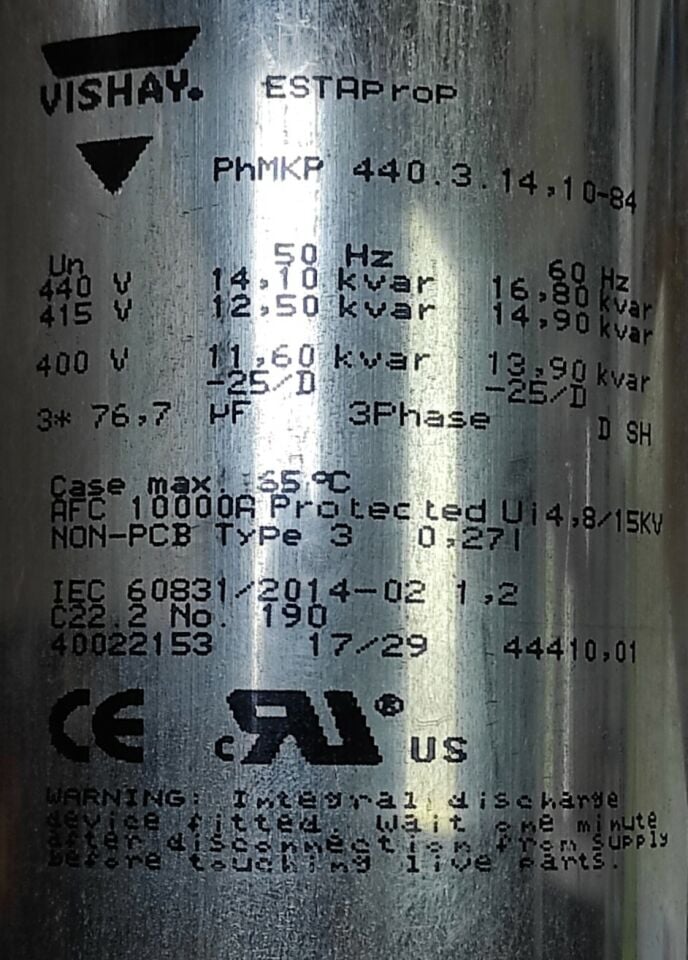 VISHAY. ESTAProP
PhMKP 440.3.14,10-84
Un 50 Hz 60 Hz
440 V 14,10 kvar 16,80 kvar
415 V 12,50 kvar 14,90 kvar
400 V 11,60 kvar 13,90 kvar
-25/D -25/D
3* 76,7 µF 3Phase D SH
Case max. 65°C
AFC 10000A Protected Ui4,8/15KV
NON-PCB Type 3 0,27l
IEC 60831/2014-02 1,2
C22.2 No. 190
40022153 17/29 44410,01
CE c RU ® US
WARNING: Integral discharge
device fitted. Wait one minute
after disconnection from supply
before touching live parts.